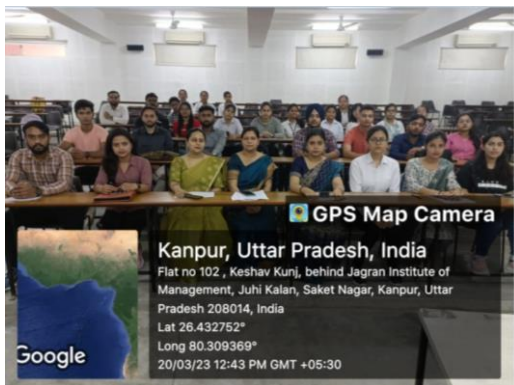 GPS Map Camera
Kanpur, Uttar Pradesh, India
Flat no 102 , Keshav Kunj, behind Jagran Institute of
Management, Juhi Kalan, Saket Nagar, Kanpur, Uttar
Pradesh 208014, India
Lat 26.432752°
Long 80.309369°
20/03/23 12:43 PM GMT +05:30
Google